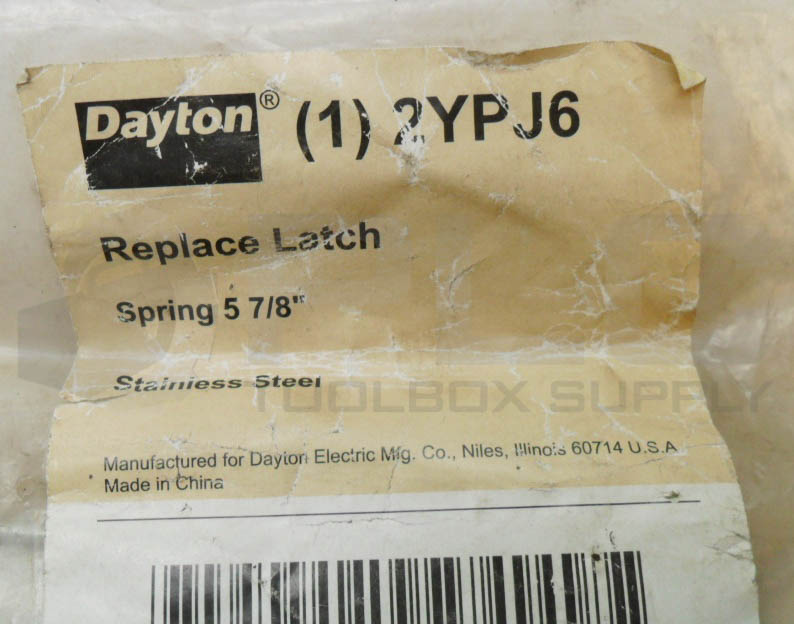 Dayton® (1) 2YPJ6
Replace Latch
Spring 5 7/8"
Stainless Steel
TOOLBOX SUPPLY
Manufactured for Dayton Electric Mfg. Co., Niles, Illinois 60714 U.S.A
Made in China